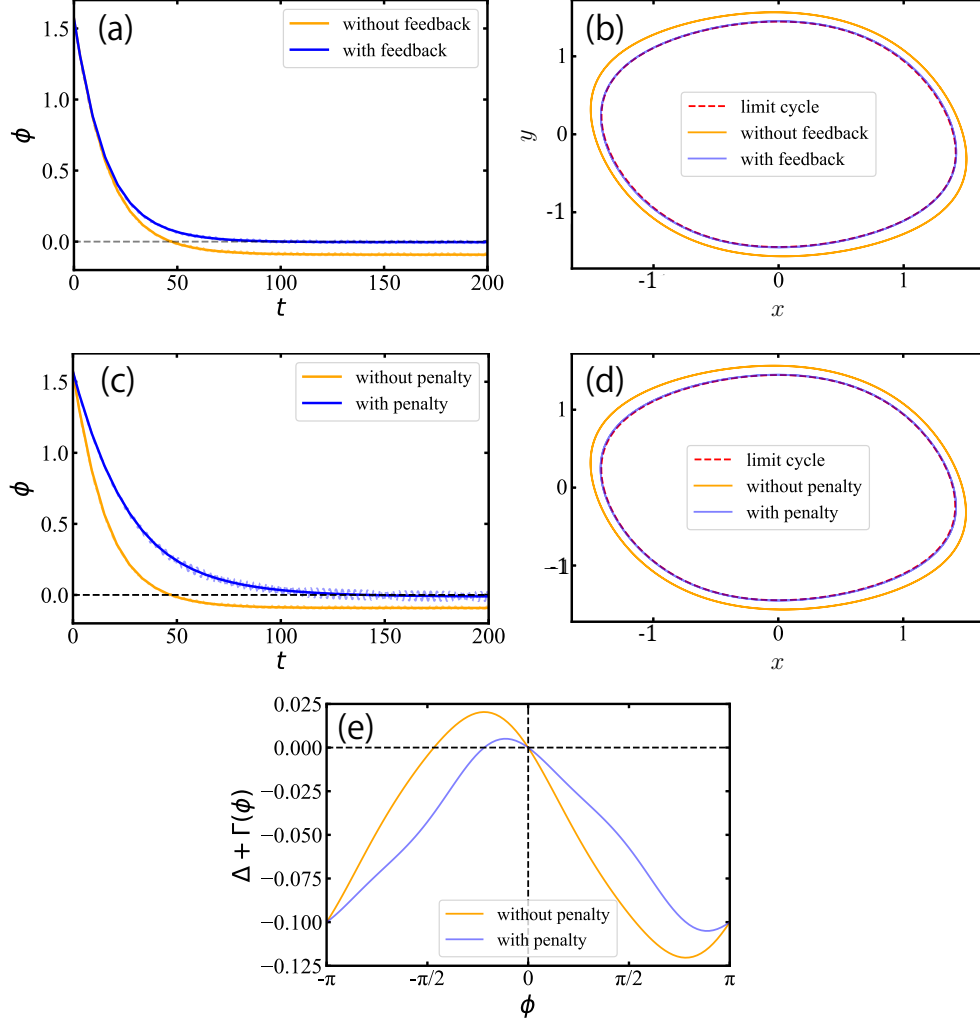 (a)
without feedback
with feedback
1.5
1.0
0.5
0.0
ϕ
0 50 100 150 200
t
(b)
limit cycle
without feedback
with feedback
1
0
-1
y
-1 0 1
x
(c)
without penalty
with penalty
1.5
1.0
0.5
0.0
ϕ
0 50 100 150 200
t
(d)
limit cycle
without penalty
with penalty
1
0
-1
-1 0 1
x
(e)
0.025
0.000
−0.025
−0.050
−0.075
−0.100
−0.125
Δ + Γ(ϕ)
without penalty
with penalty
-π -π/2 0 π/2 π
ϕ